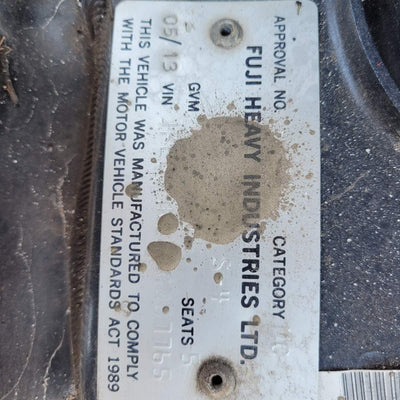 APPROVAL NO. CATEGORY
FUJI HEAVY INDUSTRIES LTD.
GVM SEATS 5
05/13 VIN 7765
THIS VEHICLE WAS MANUFACTURED TO COMPLY
WITH THE MOTOR VEHICLE STANDARDS ACT 1989